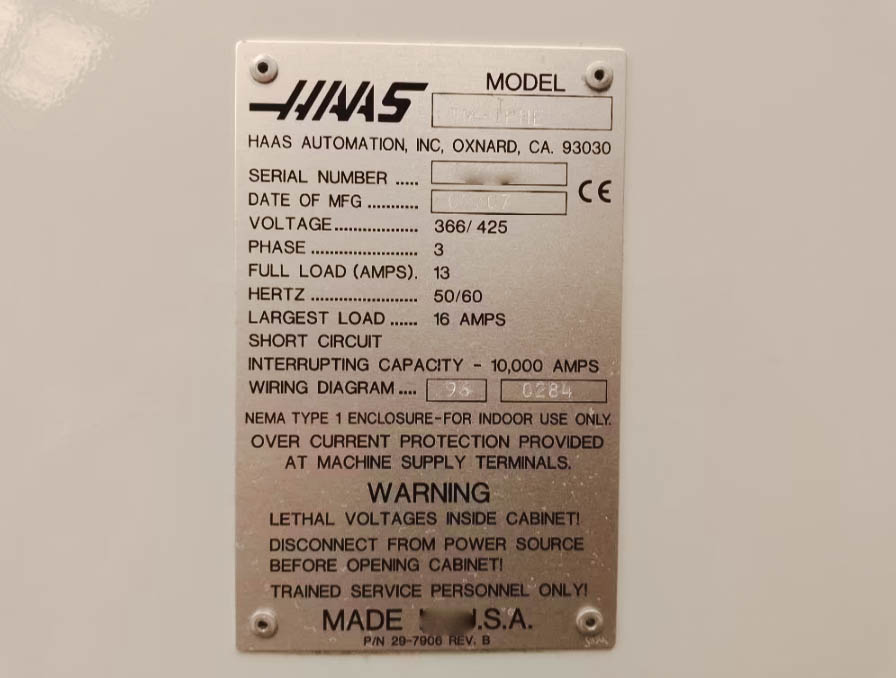 HAAS
MODEL
HAAS AUTOMATION, INC, OXNARD, CA. 93030
SERIAL NUMBER .....
CE
DATE OF MFG ...........
VOLTAGE.................. 366/ 425
PHASE ....................... 3
FULL LOAD (AMPS). 13
HERTZ ....................... 50/60
LARGEST LOAD ...... 16 AMPS
SHORT CIRCUIT
INTERRUPTING CAPACITY - 10,000 AMPS
WIRING DIAGRAM .... 96 0284
NEMA TYPE 1 ENCLOSURE-FOR INDOOR USE ONLY.
OVER CURRENT PROTECTION PROVIDED
AT MACHINE SUPPLY TERMINALS.
WARNING
LETHAL VOLTAGES INSIDE CABINET!
DISCONNECT FROM POWER SOURCE
BEFORE OPENING CABINET!
TRAINED SERVICE PERSONNEL ONLY!
MADE .S.A.
P/N 29-7906 REV. B